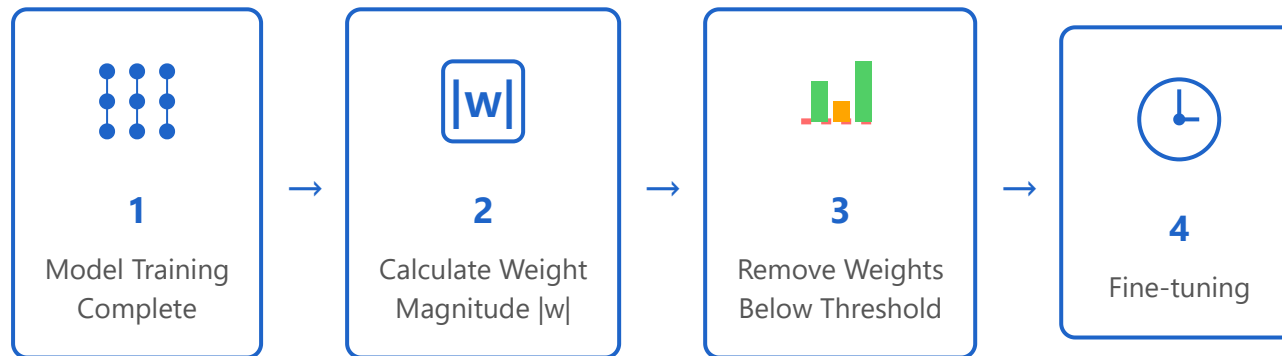 |w|
1
Model Training
Complete
→
2
Calculate Weight
Magnitude |w|
→
3
Remove Weights
Below Threshold
→
4
Fine-tuning